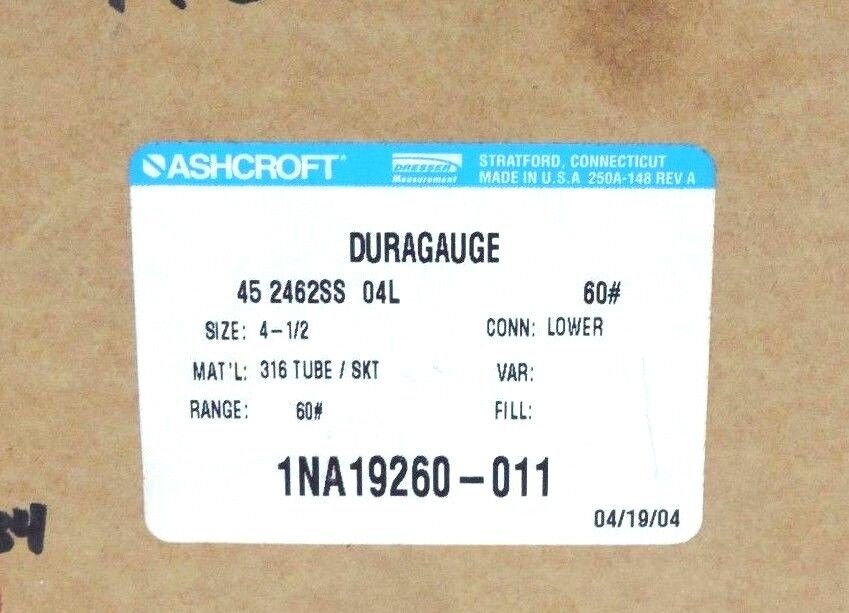 ASHCROFT
DRESSER
Measurement
STRATFORD, CONNECTICUT
MADE IN U.S.A 250A-148 REV A
DURAGAUGE
45 2462SS 04L 60#
SIZE: 4-1/2 CONN: LOWER
MAT'L: 316 TUBE / SKT VAR:
RANGE: 60# FILL:
1NA19260-011
04/19/04